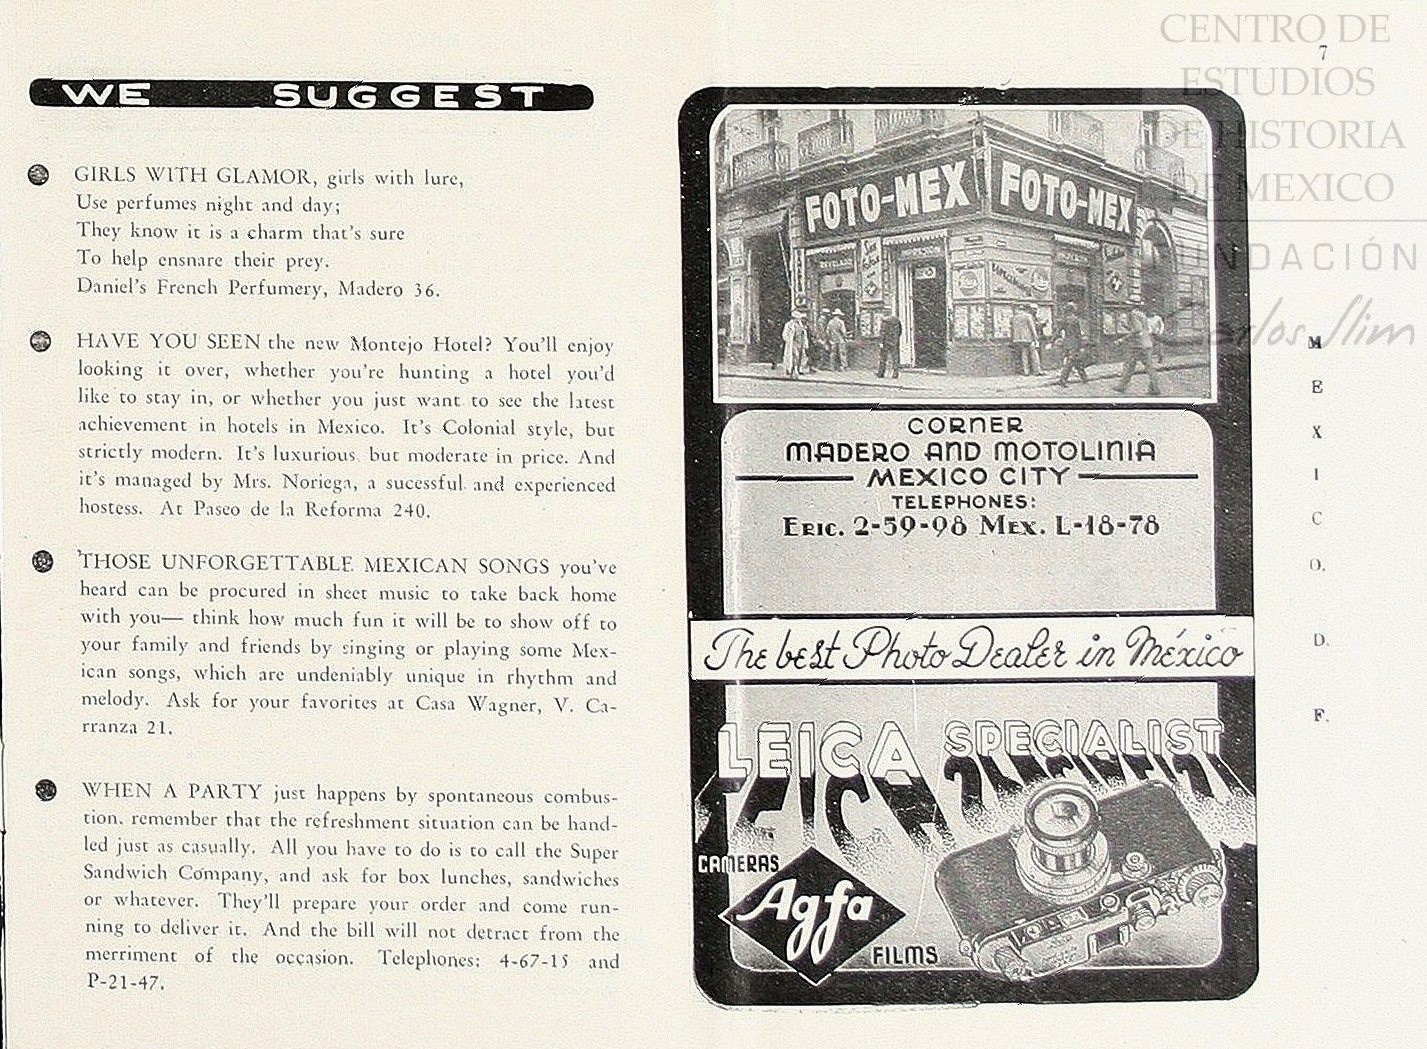 CENTRO DE
ESTUDIOS
DE HISTORIA
DE MEXICO
FUNDACIÓN
Carlos Slim
7
WE SUGGEST
GIRLS WITH GLAMOR, girls with lure,
Use perfumes night and day;
They know it is a charm that's sure
To help ensnare their prey.
Daniel's French Perfumery, Madero 36.
HAVE YOU SEEN the new Montejo Hotel? You'll enjoy
looking it over, whether you're hunting a hotel you'd
like to stay in, or whether you just want to see the latest
achievement in hotels in Mexico. It's Colonial style, but
strictly modern. It's luxurious but moderate in price. And
it's managed by Mrs. Noriega, a sucessful and experienced
hostess. At Paseo de la Reforma 240.
THOSE UNFORGETTABLE MEXICAN SONGS you've
heard can be procured in sheet music to take back home
with you— think how much fun it will be to show off to
your family and friends by singing or playing some Mex-
ican songs, which are undeniably unique in rhythm and
melody. Ask for your favorites at Casa Wagner, V. Ca-
rranza 21.
WHEN A PARTY just happens by spontaneous combus-
tion, remember that the refreshment situation can be hand-
led just as casually. All you have to do is to call the Super
Sandwich Company, and ask for box lunches, sandwiches
or whatever. They'll prepare your order and come run-
ning to deliver it. And the bill will not detract from the
merriment of the occasion. Telephones: 4-67-15 and
P-21-47.
FOTO-MEX FOTO-MEX
CORNER
MADERO AND MOTOLINIA
MEXICO CITY
TELEPHONES:
ERIC. 2-59-98 MEX. L-18-78
The best Photo Dealer in México
LEICA SPECIALIST
CAMERAS
Agfa
FILMS
M
E
X
I
C
O.
D.
F.